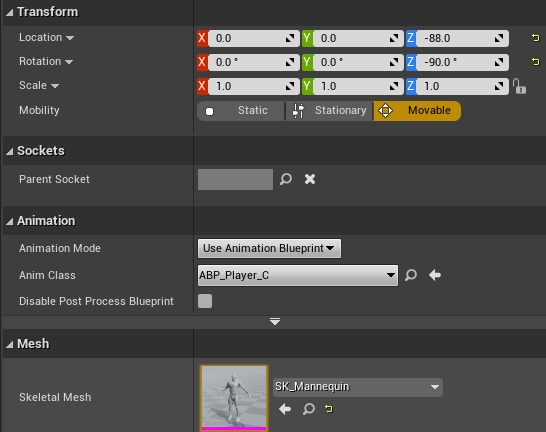 Transform
Location X 0.0 Y 0.0 Z -88.0
Rotation X 0.0 ° Y 0.0 ° Z -90.0 °
Scale X 1.0 Y 1.0 Z 1.0
Mobility Static Stationary Movable
Sockets
Parent Socket
Animation
Animation Mode Use Animation Blueprint
Anim Class ABP_Player_C
Disable Post Process Blueprint
Mesh
Skeletal Mesh SK_Mannequin